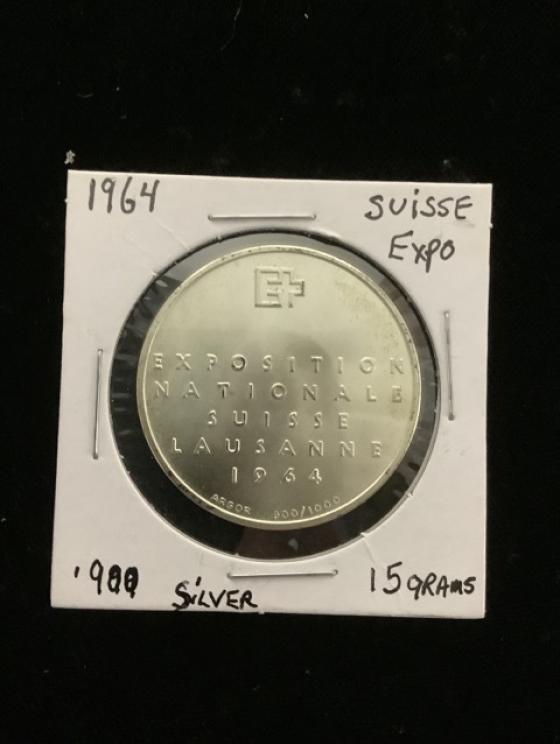 1964
SUiSSE
Expo
E+
EXPOSITION
NATIONALE
SUISSE
LAUSANNE
1964
ARGOR 900/1000
.900 SiLVER
15 GRAMS